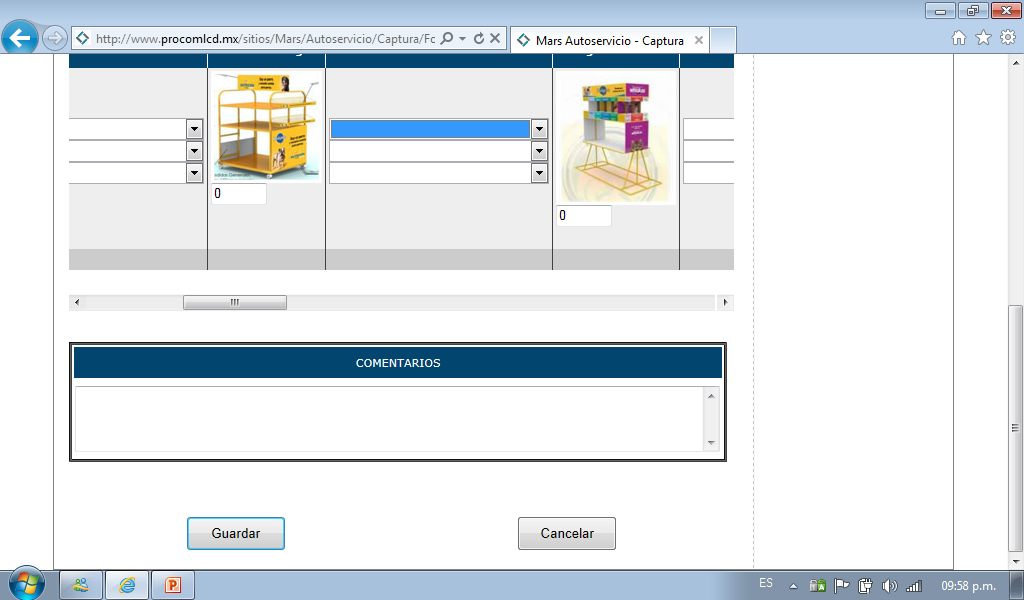 http://www.procomlcd.mx/sitios/Mars/Autoservicio/Captura/Fo
Mars Autoservicio - Captura
0
0
COMENTARIOS
Guardar
Cancelar
ES
09:58 p.m.